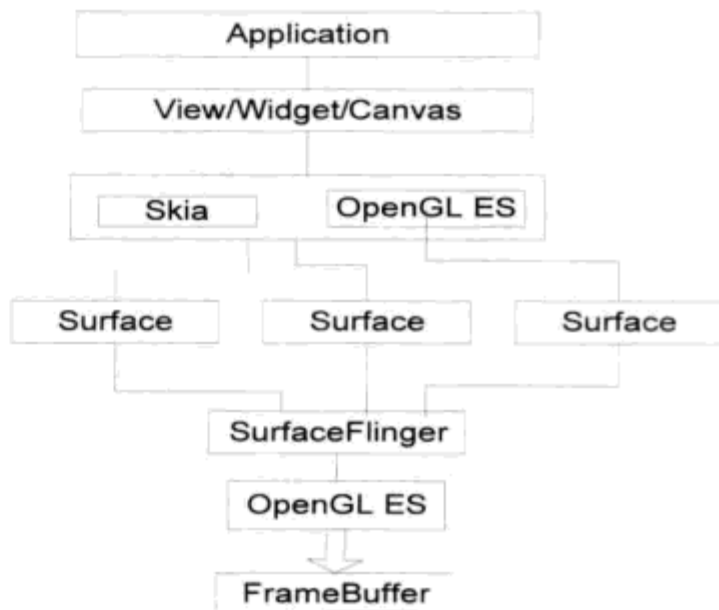 Application
View/Widget/Canvas
Skia
OpenGL ES
Surface
Surface
Surface
SurfaceFlinger
OpenGL ES
FrameBuffer